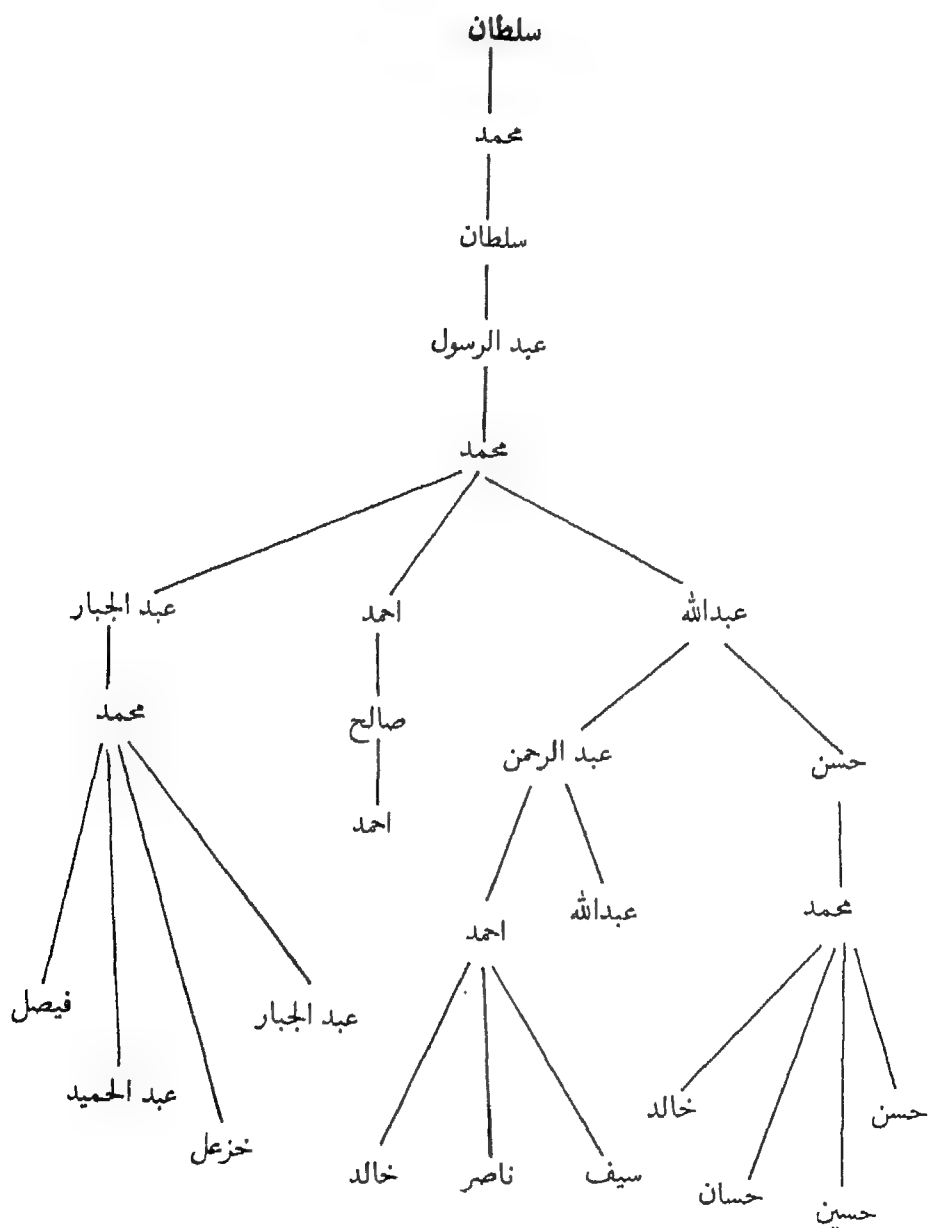 سلطان
محمد
سلطان
عبد الرسول
محمد
عبدالله
احمد
عبد الجبار
محمد
صالح
عبد الرحمن
حسن
احمد
عبدالله
محمد
احمد
عبد الجبار
فيصل
عبد الحميد
خزعل
حسن
خالد
حسان
حسين
سيف
ناصر
خالد